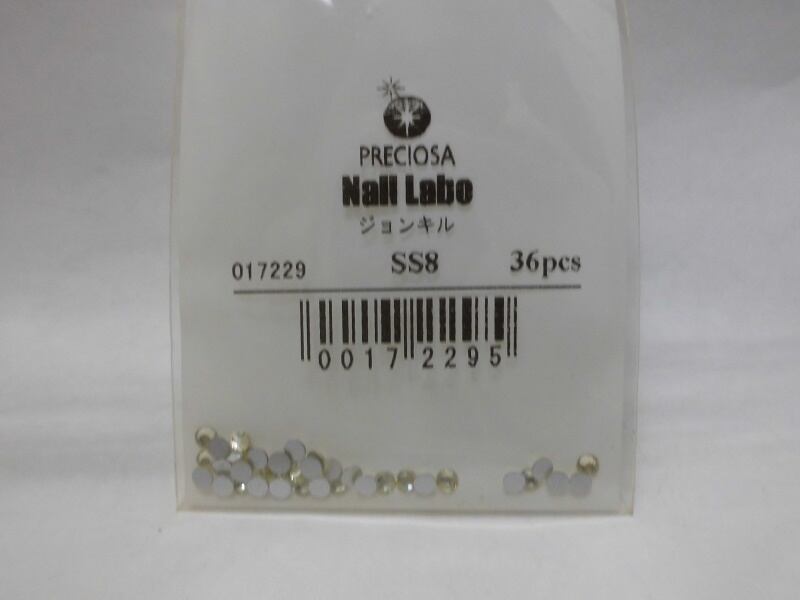 PRECIOSA
Nail Labo
ジョンキル
017229 SS8 36pcs
0017 2295